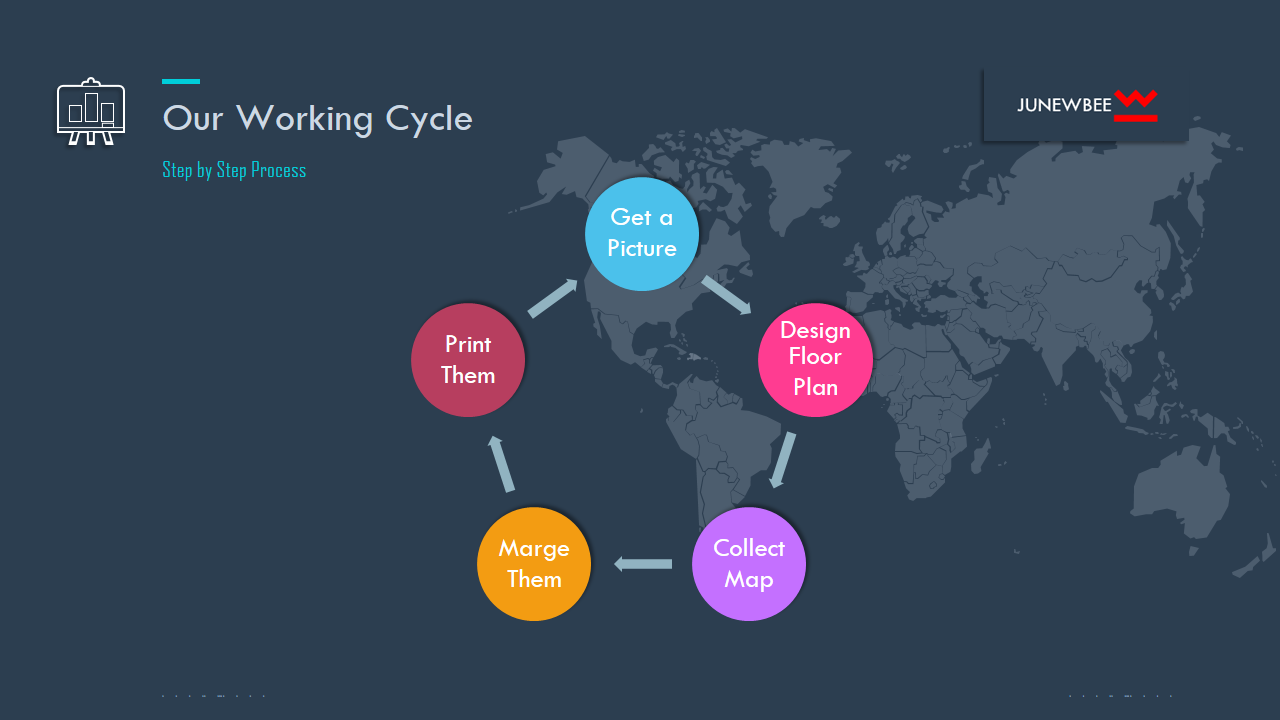 Our Working Cycle
Step by Step Process
JUNEWBEE
Get a
Picture
Design
Floor
Plan
Collect
Map
Marge
Them
Print
Them